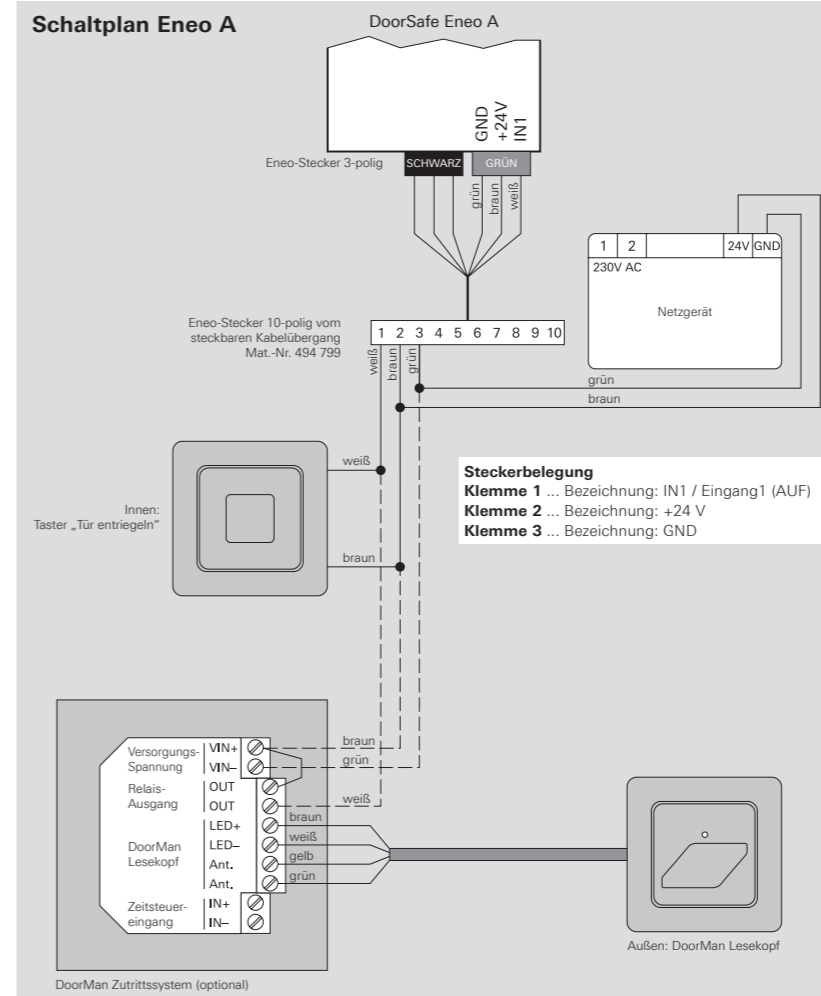 Schaltplan Eneo A
DoorSafe Eneo A
GND
+24V
IN1
Eneo-Stecker 3-polig
SCHWARZ
GRÜN
grün
braun
weiß
1 2 24V GND
230V AC
Netzgerät
Eneo-Stecker 10-polig vom
steckbaren Kabelübergang
Mat.-Nr. 494 799
1 2 3 4 5 6 7 8 9 10
weiß
braun
grün
grün
braun
weiß
Innen:
Taster „Tür entriegeln”
braun
Steckerbelegung
Klemme 1 ... Bezeichnung: IN1 / Eingang1 (AUF)
Klemme 2 ... Bezeichnung: +24 V
Klemme 3 ... Bezeichnung: GND
Versorgungs-
Spannung
VIN+
VIN–
braun
grün
Relais-
Ausgang
OUT
OUT
weiß
DoorMan
Lesekopf
LED+
LED–
Ant.
Ant.
braun
weiß
gelb
grün
Zeitsteuer-
eingang
IN+
IN–
Außen: DoorMan Lesekopf
DoorMan Zutrittssystem (optional)